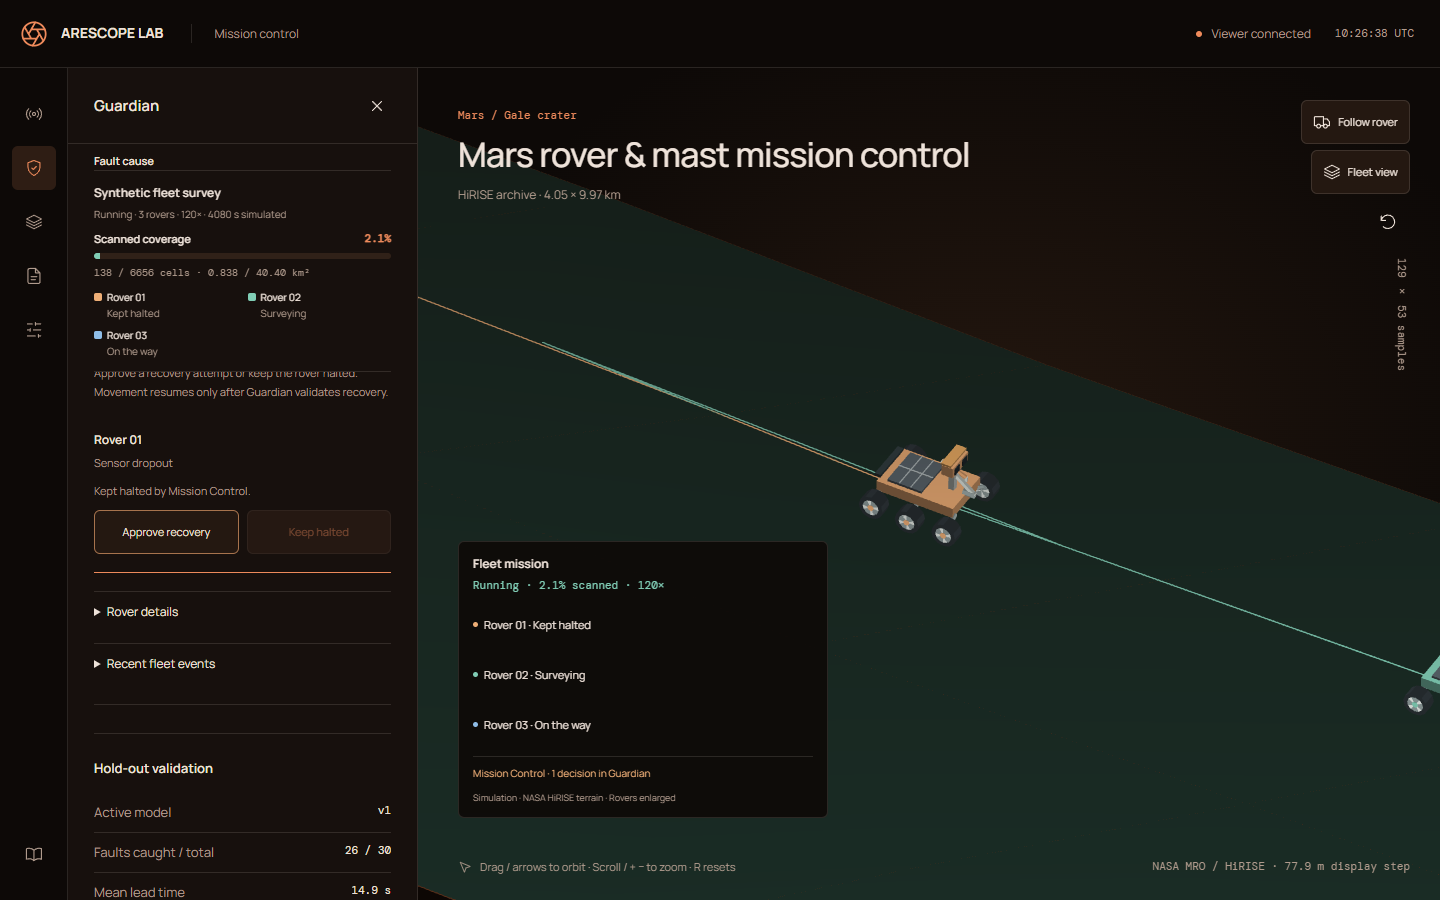 ARESCOPE LAB
Mission control
Viewer connected
10:26:38 UTC
Guardian
Fault cause
Synthetic fleet survey
Running · 3 rovers · 120× · 4080 s simulated
Scanned coverage 2.1%
138 / 6656 cells · 0.838 / 40.40 km²
Rover 01
Kept halted
Rover 02
Surveying
Rover 03
On the way
Approve a recovery attempt or keep the rover halted.
Movement resumes only after Guardian validates recovery.
Rover 01
Sensor dropout
Kept halted by Mission Control.
Approve recovery
Keep halted
Rover details
Recent fleet events
Hold-out validation
Active model v1
Faults caught / total 26 / 30
Mean lead time 14.9 s
Mars / Gale crater
Mars rover & mast mission control
HiRISE archive · 4.05 × 9.97 km
Follow rover
Fleet view
129 × 53 samples
Fleet mission
Running · 2.1% scanned · 120×
Rover 01 · Kept halted
Rover 02 · Surveying
Rover 03 · On the way
Mission Control · 1 decision in Guardian
Simulation · NASA HiRISE terrain · Rovers enlarged
Drag / arrows to orbit · Scroll / + − to zoom · R resets
NASA MRO / HiRISE · 77.9 m display step